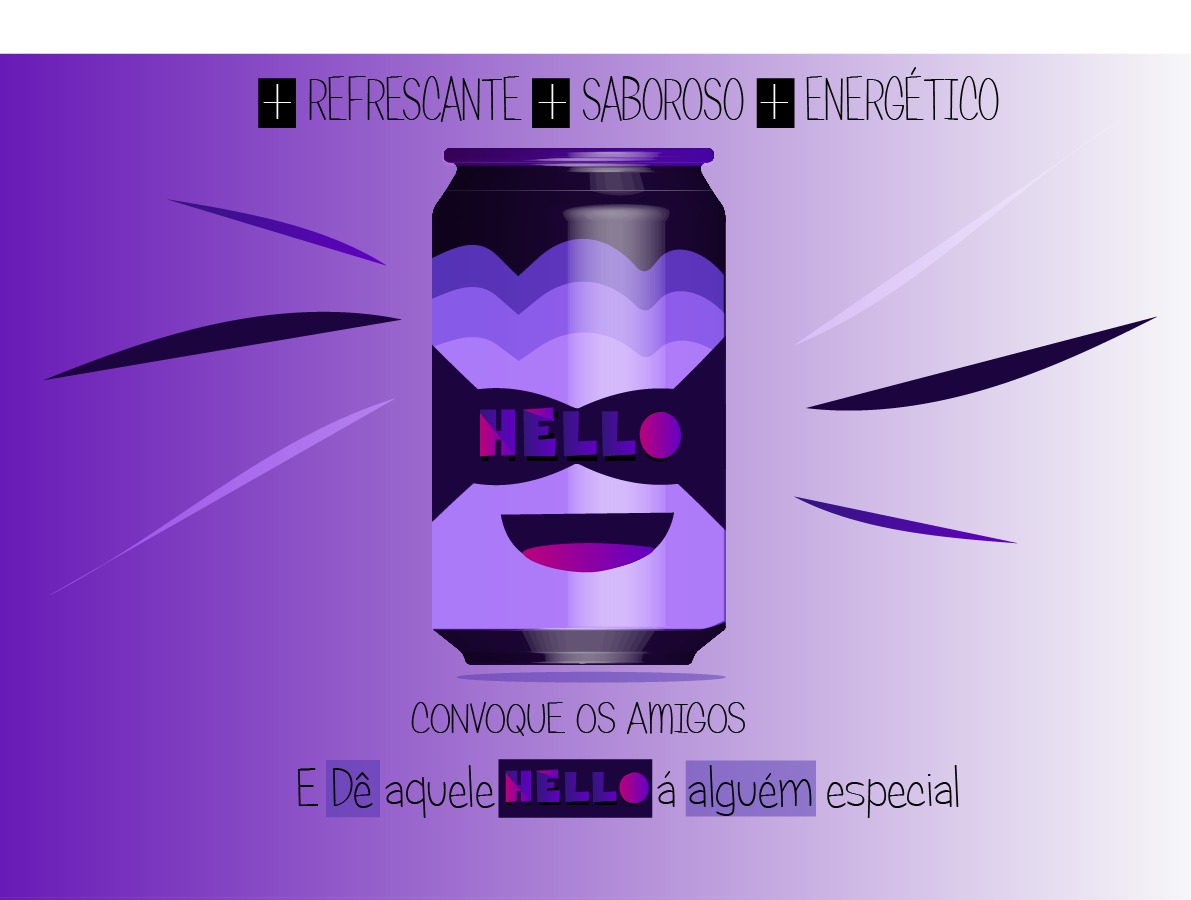 + REFRESCANTE + SABOROSO + ENERGÉTICO
HELLO
CONVOQUE OS AMIGOS
E Dê aquele HELLO á alguém especial